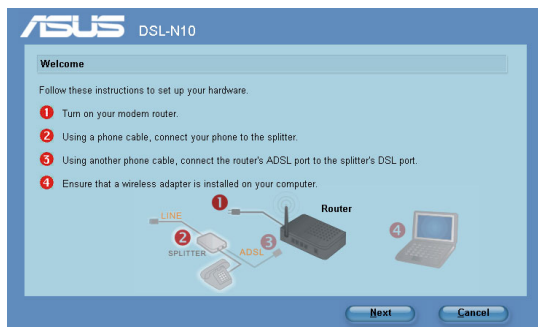 ASUS DSL-N10
Welcome
Follow these instructions to set up your hardware.
1 Turn on your modem router.
2 Using a phone cable, connect your phone to the splitter.
3 Using another phone cable, connect the router's ADSL port to the splitter's DSL port.
4 Ensure that a wireless adapter is installed on your computer.
1
Router
LINE
2
SPLITTER
ADSL
3
4
Next Cancel